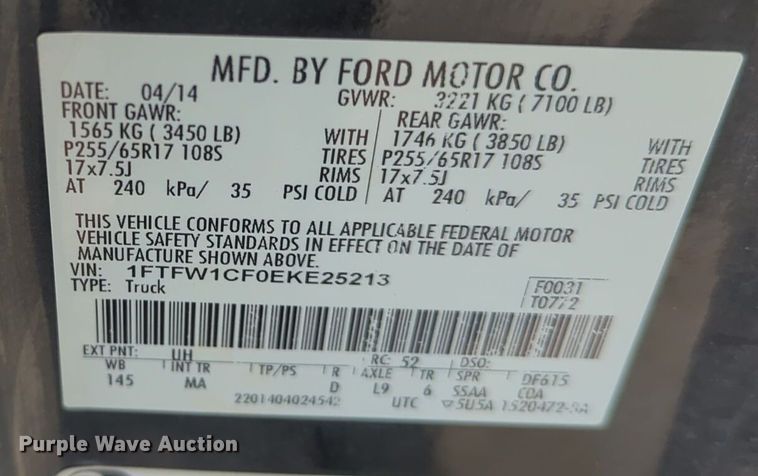 MFD. BY FORD MOTOR CO.
DATE: 04/14 GVWR: 3221 KG ( 7100 LB)
FRONT GAWR: REAR GAWR:
1565 KG ( 3450 LB) WITH 1746 KG ( 3850 LB) WITH
P255/65R17 108S TIRES P255/65R17 108S TIRES
17x7.5J RIMS 17x7.5J RIMS
AT 240 kPa/ 35 PSI COLD AT 240 kPa/ 35 PSI COLD
THIS VEHICLE CONFORMS TO ALL APPLICABLE FEDERAL MOTOR
VEHICLE SAFETY STANDARDS IN EFFECT ON THE DATE OF
MANUFACTURE SHOWN ABOVE.
VIN: 1FTFW1CF0EKE25213
TYPE: Truck
F0031
T0772
EXT PNT: UH RC: 52 DSO:
WB INT TR TP/PS R AXLE TR SPR DF615
145 MA D L9 6 SSAA CDA
2201404024542 UTC 5U5A 1520472-SA
Purple Wave Auction